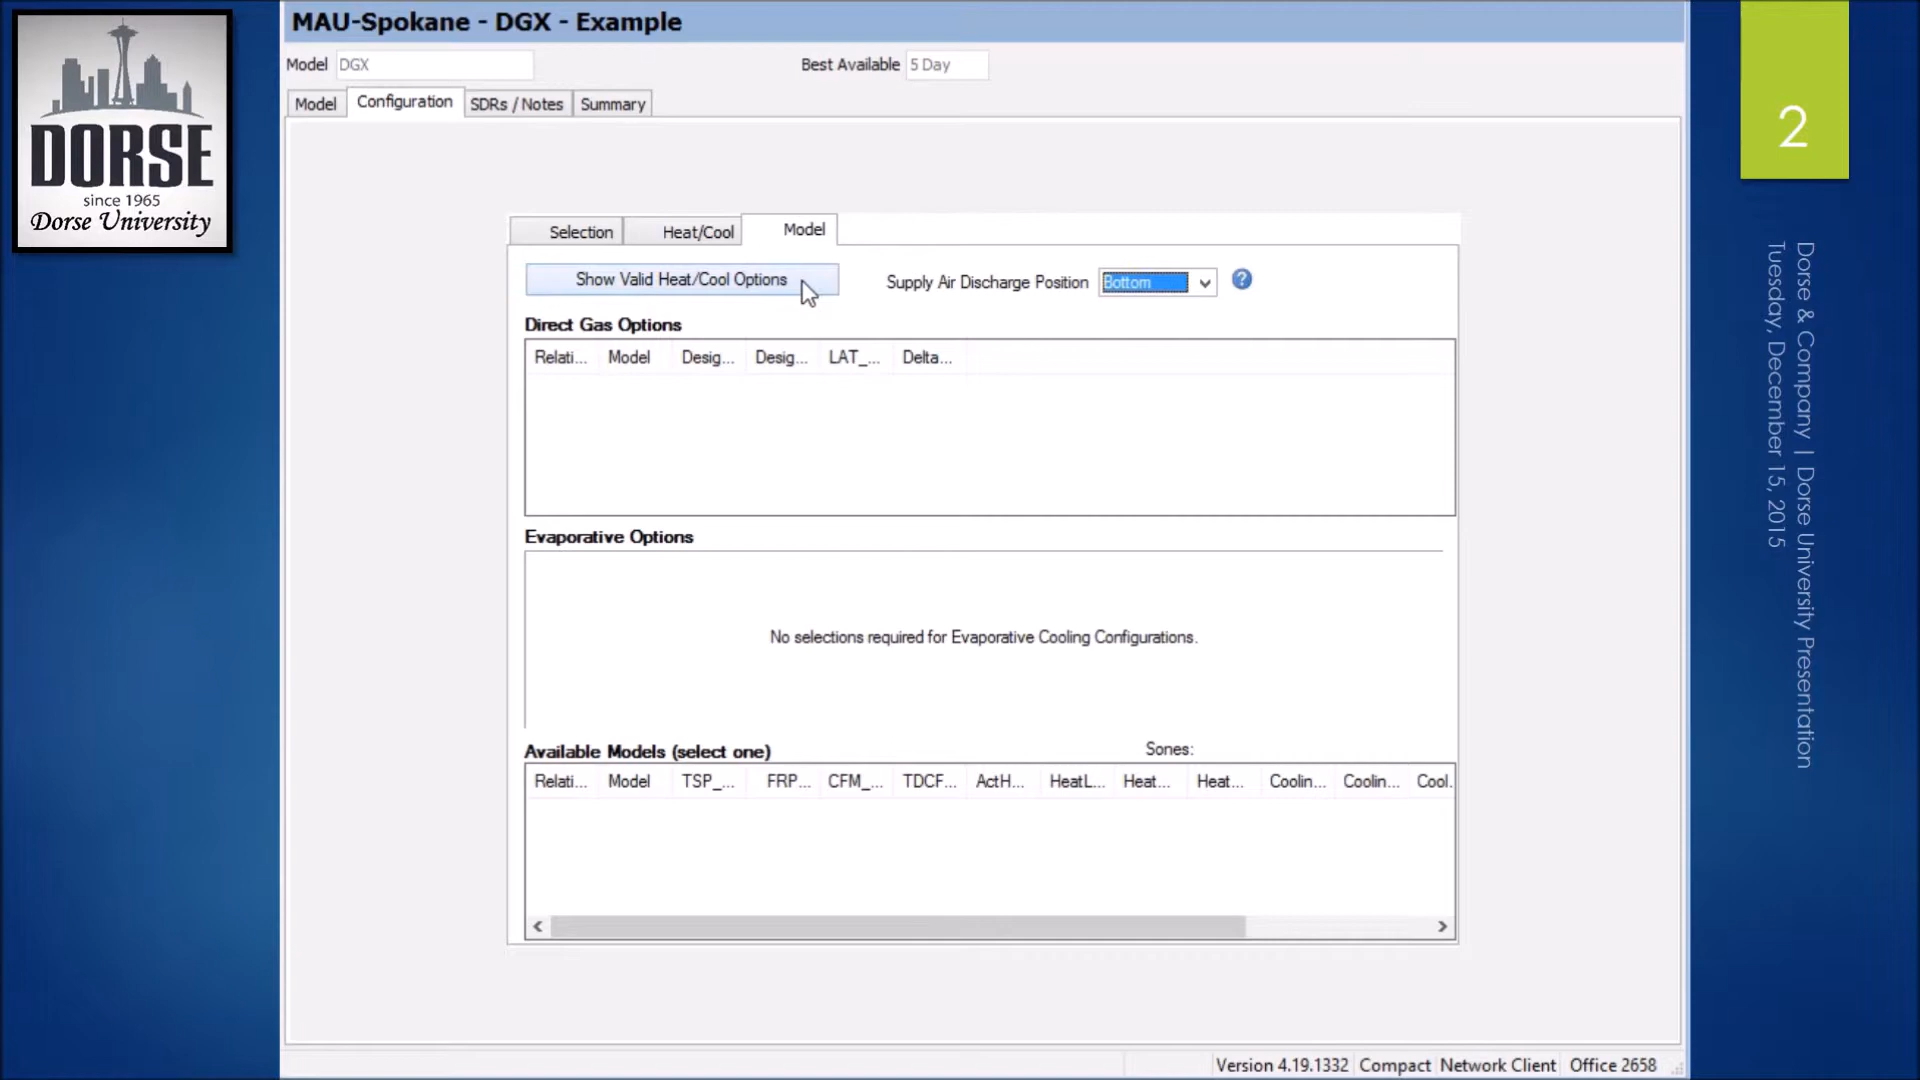 MAU-Spokane - DGX - Example
Model DGX Best Available 5 Day
Model Configuration SDRs / Notes Summary
DORSE
since 1965
Dorse University
2
Selection Heat/Cool Model
Show Valid Heat/Cool Options Supply Air Discharge Position Bottom ?
Direct Gas Options
Relati... Model Desig... Desig... LAT_... Delta...
Evaporative Options
No selections required for Evaporative Cooling Configurations.
Available Models (select one) Sones:
Relati... Model TSP_... FRP... CFM_... TDCF... ActH... HeatL... Heat... Heat... Coolin... Coolin... Cool.
Version 4.19.1332 Compact Network Client Office 2658
Dorse & Company | Dorse University Presentation
Tuesday, December 15, 2015